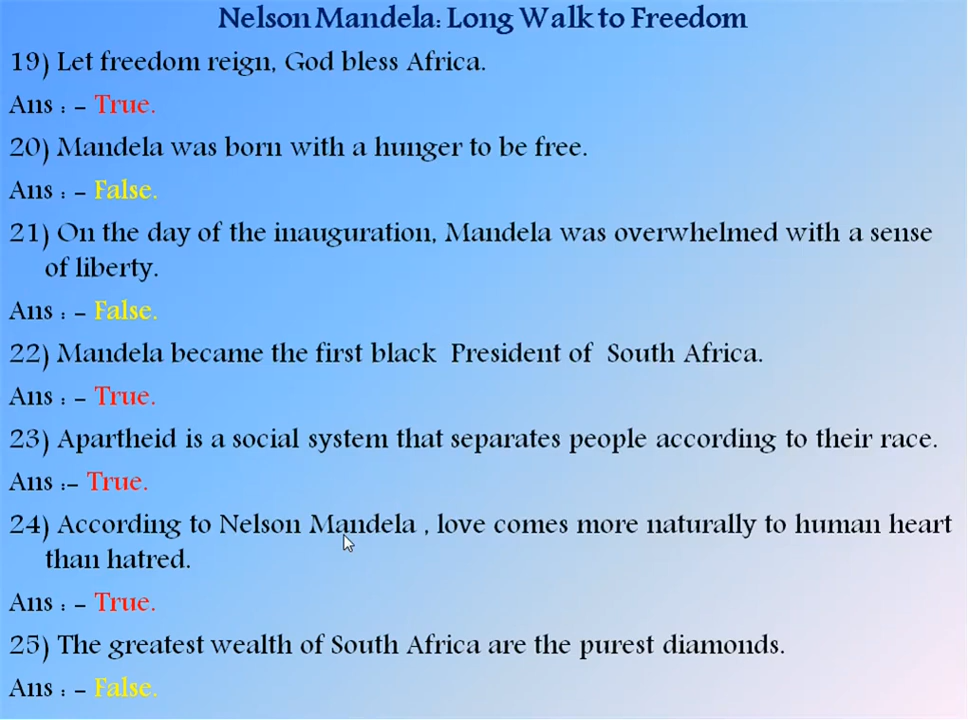 Nelson Mandela: Long Walk to Freedom
19) Let freedom reign, God bless Africa.
Ans : – True.
20) Mandela was born with a hunger to be free.
Ans : – False.
21) On the day of the inauguration, Mandela was overwhelmed with a sense
of liberty.
Ans : – False.
22) Mandela became the first black President of South Africa.
Ans : – True.
23) Apartheid is a social system that separates people according to their race.
Ans :– True.
24) According to Nelson Mandela , love comes more naturally to human heart
than hatred.
Ans : – True.
25) The greatest wealth of South Africa are the purest diamonds.
Ans : – False.